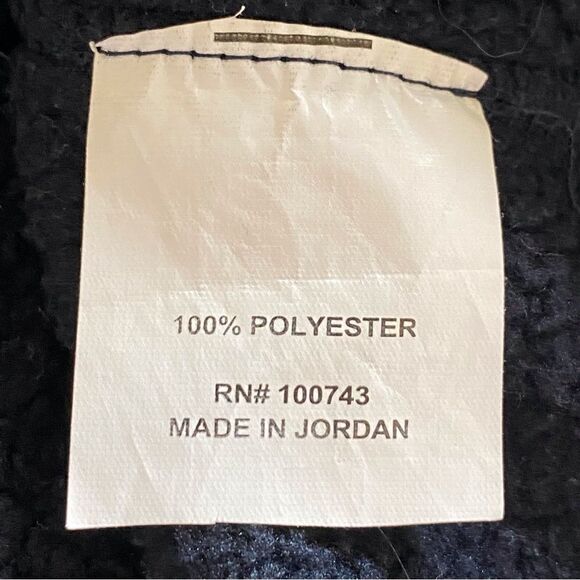 100% POLYESTER
RN# 100743
MADE IN JORDAN